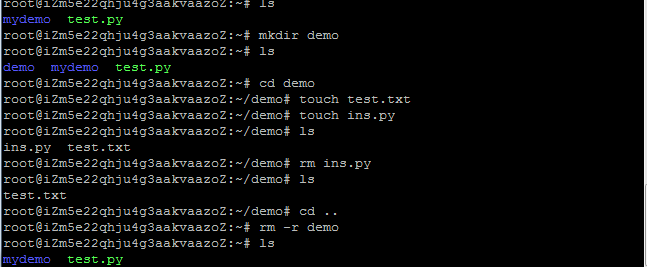 root@iZm5e22qhju4g3aakvaazoZ:~# ls
mydemo  test.py
root@iZm5e22qhju4g3aakvaazoZ:~# mkdir demo
root@iZm5e22qhju4g3aakvaazoZ:~# ls
demo  mydemo  test.py
root@iZm5e22qhju4g3aakvaazoZ:~# cd demo
root@iZm5e22qhju4g3aakvaazoZ:~/demo# touch test.txt
root@iZm5e22qhju4g3aakvaazoZ:~/demo# touch ins.py
root@iZm5e22qhju4g3aakvaazoZ:~/demo# ls
ins.py  test.txt
root@iZm5e22qhju4g3aakvaazoZ:~/demo# rm ins.py
root@iZm5e22qhju4g3aakvaazoZ:~/demo# ls
test.txt
root@iZm5e22qhju4g3aakvaazoZ:~/demo# cd ..
root@iZm5e22qhju4g3aakvaazoZ:~# rm -r demo
root@iZm5e22qhju4g3aakvaazoZ:~# ls
mydemo  test.py